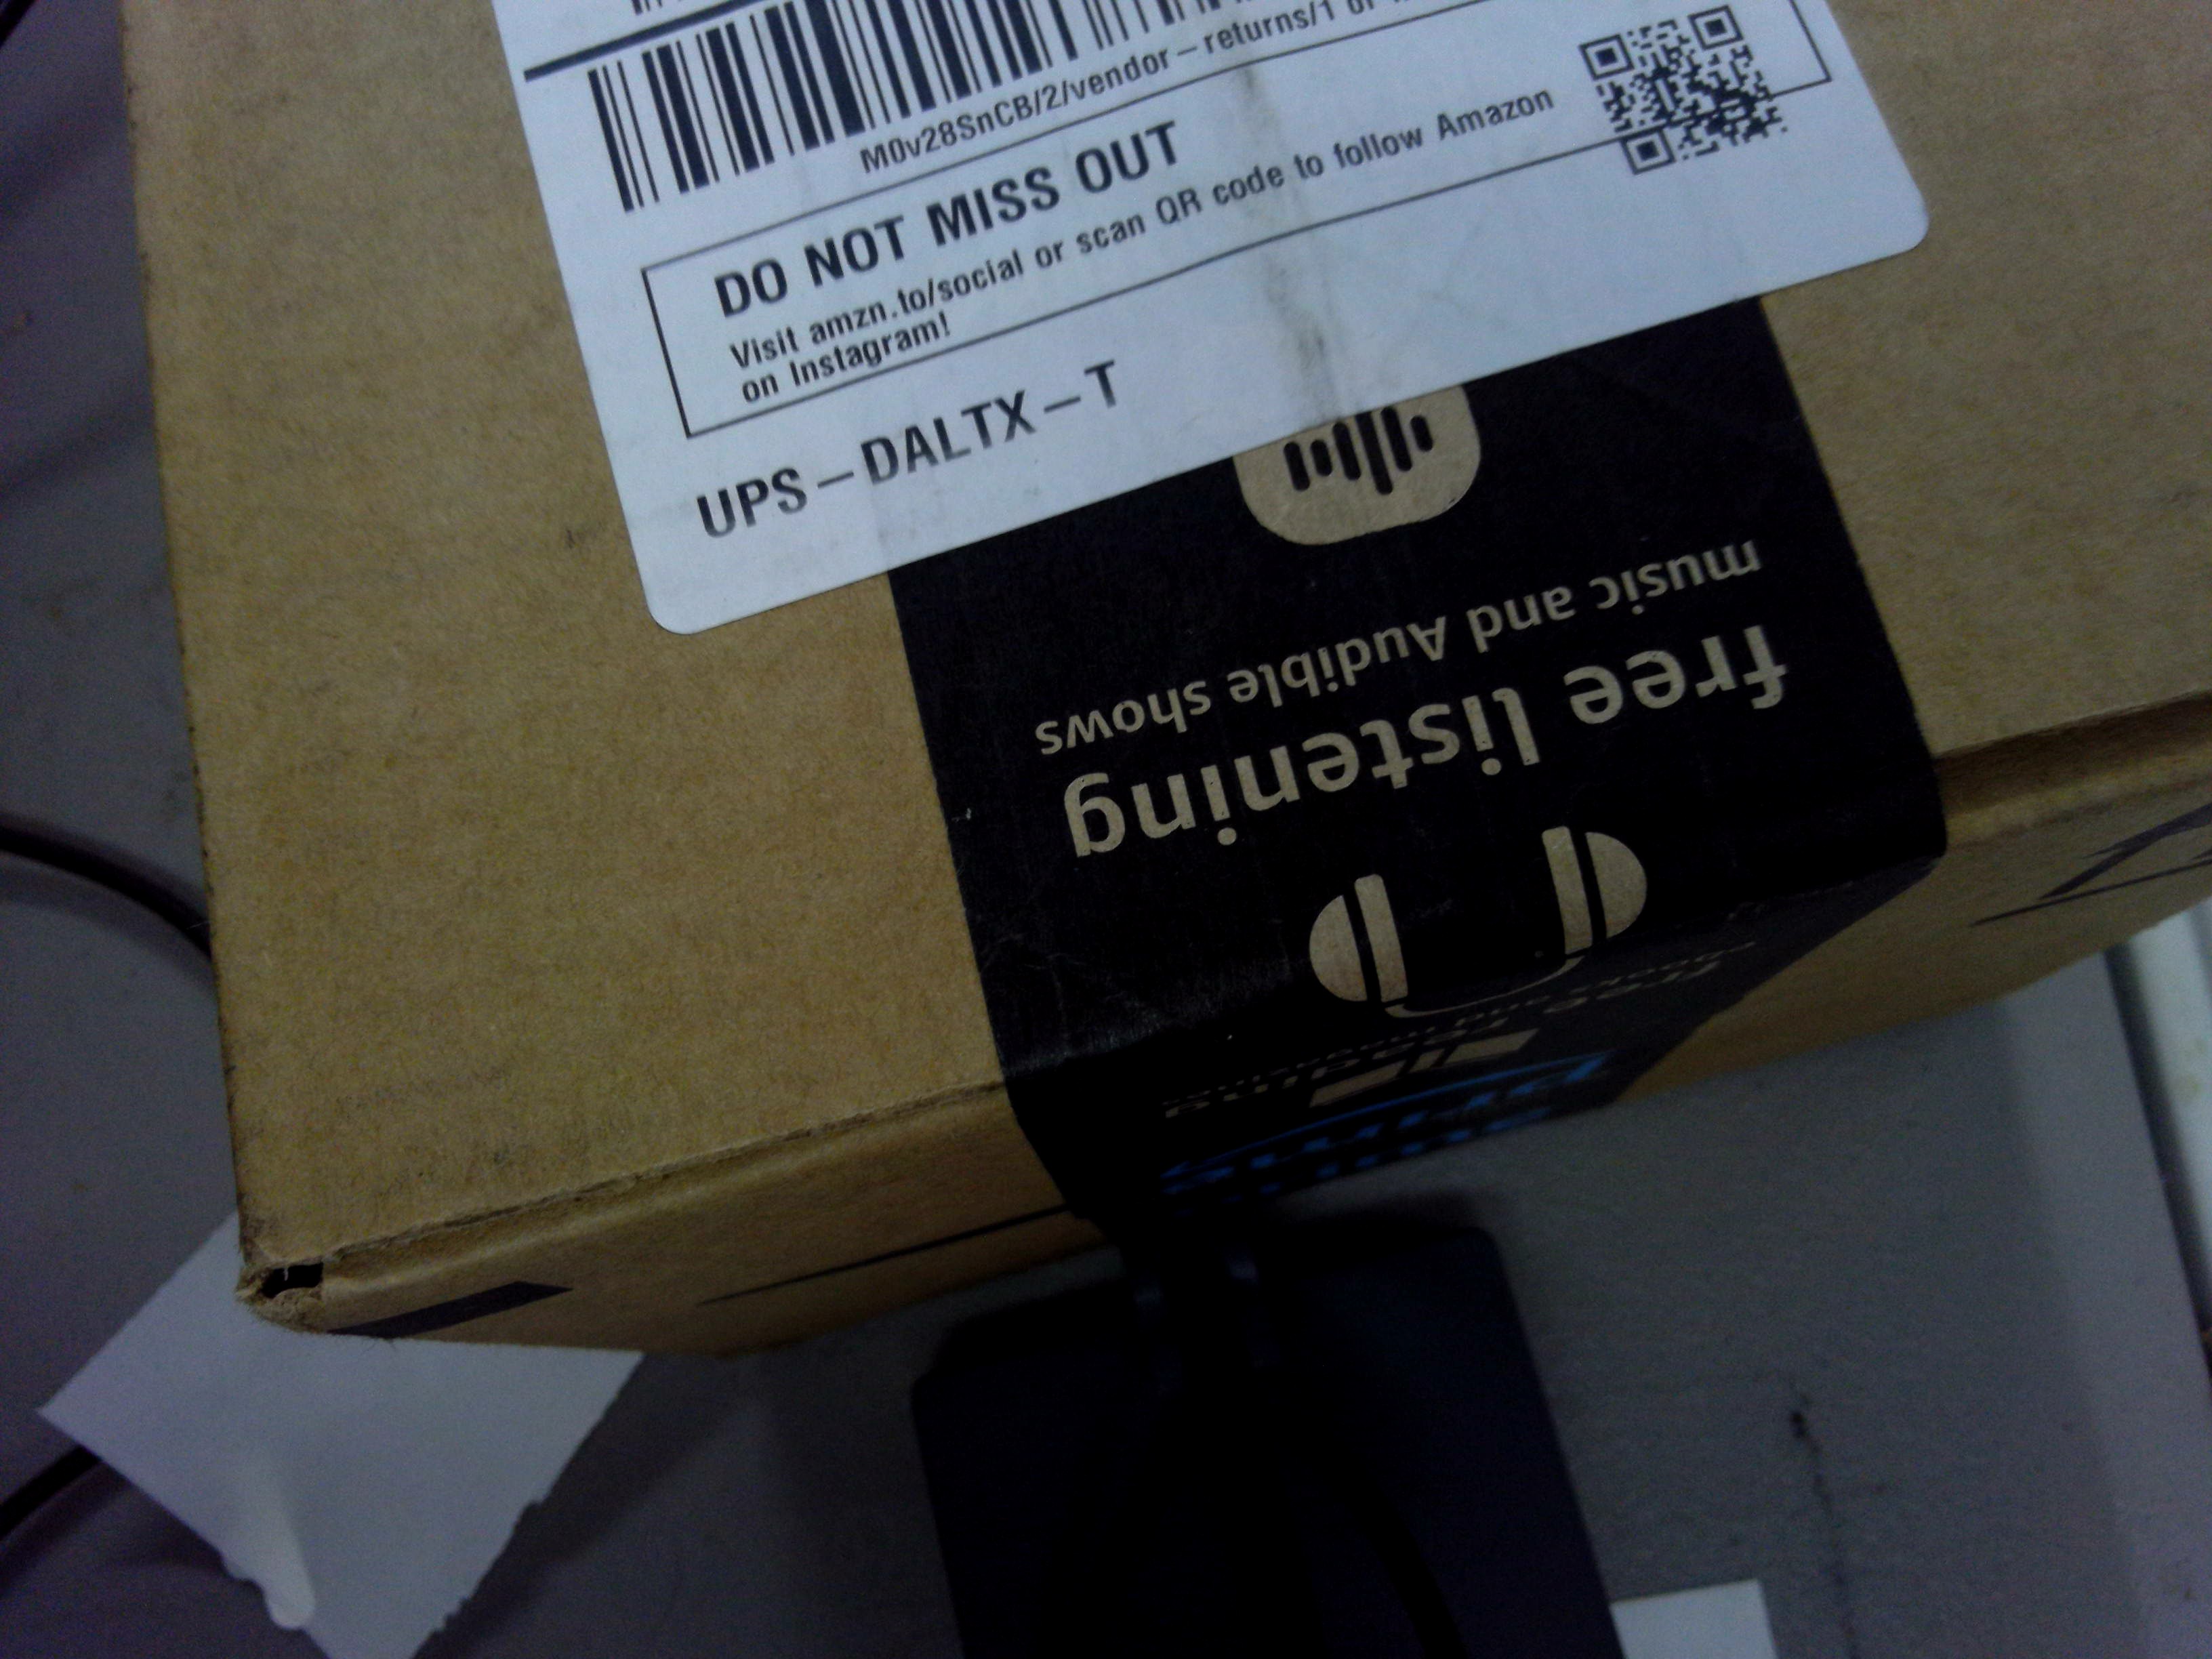 M0v28SnCB/2/vendor-returns/1
DO NOT MISS OUT
Visit amzn.to/social or scan QR code to follow Amazon
on Instagram!
UPS-DALTX-T
free listening
music and Audible shows